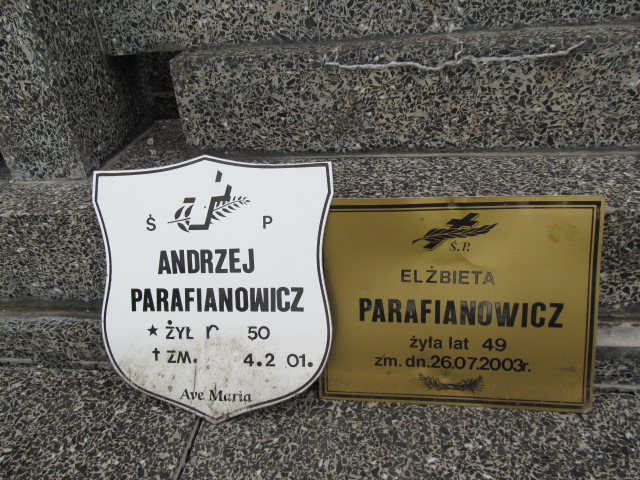 Ś P
ANDRZEJ
PARAFIANOWICZ
★ ŻYŁ 50
† ZM. 4.2 01.
Ave Maria
Ś.P.
ELŻBIETA
PARAFIANOWICZ
żyła lat 49
zm. dn.26.07.2003r.